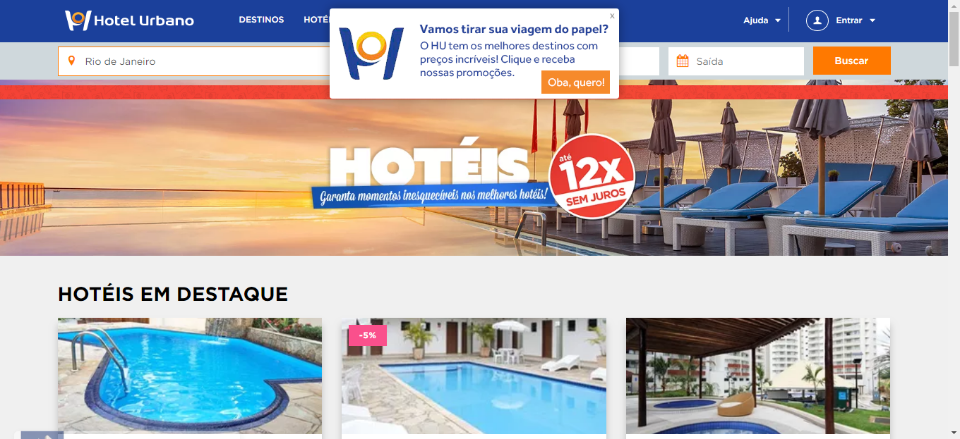 Hotel Urbano
DESTINOS
Vamos tirar sua viagem do papel?
x
O HU tem os melhores destinos com
preços incríveis! Clique e receba
nossas promoções.
Oba, quero!
Ajuda
Entrar
Rio de Janeiro
Saída
Buscar
HOTÉIS
Garanta momentos inesquecíveis nos melhores hotéis!
até
12x
SEM JUROS
HOTÉIS EM DESTAQUE
-5%